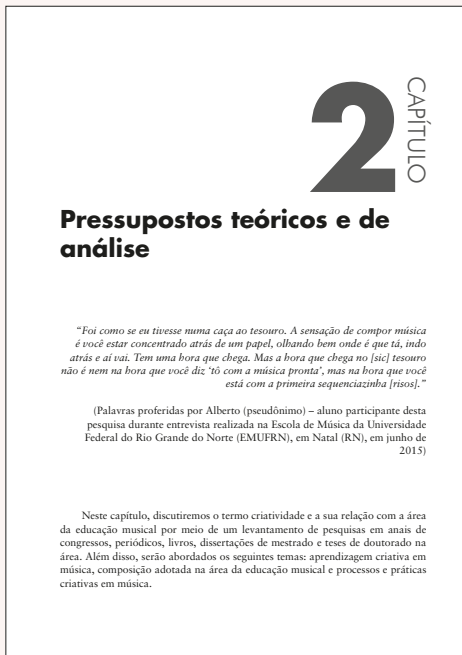 2
CAPÍTULO
Pressupostos teóricos e de
análise
“Foi como se eu tivesse numa caça ao tesouro. A sensação de compor música
é você estar concentrado atrás de um papel, olhando bem onde é que tá, indo
atrás e aí vai. Tem uma hora que chega. Mas a hora que chega no [sic] tesouro
não é nem na hora que você diz ‘tô com a música pronta’, mas na hora que você
está com a primeira sequenciazinha [risos].”
(Palavras proferidas por Alberto (pseudônimo) – aluno participante desta
pesquisa durante entrevista realizada na Escola de Música da Universidade
Federal do Rio Grande do Norte (EMUFRN), em Natal (RN), em junho de
2015)
Neste capítulo, discutiremos o termo criatividade e a sua relação com a área
da educação musical por meio de um levantamento de pesquisas em anais de
congressos, periódicos, livros, dissertações de mestrado e teses de doutorado na
área. Além disso, serão abordados os seguintes temas: aprendizagem criativa em
música, composição adotada na área da educação musical e processos e práticas
criativas em música.